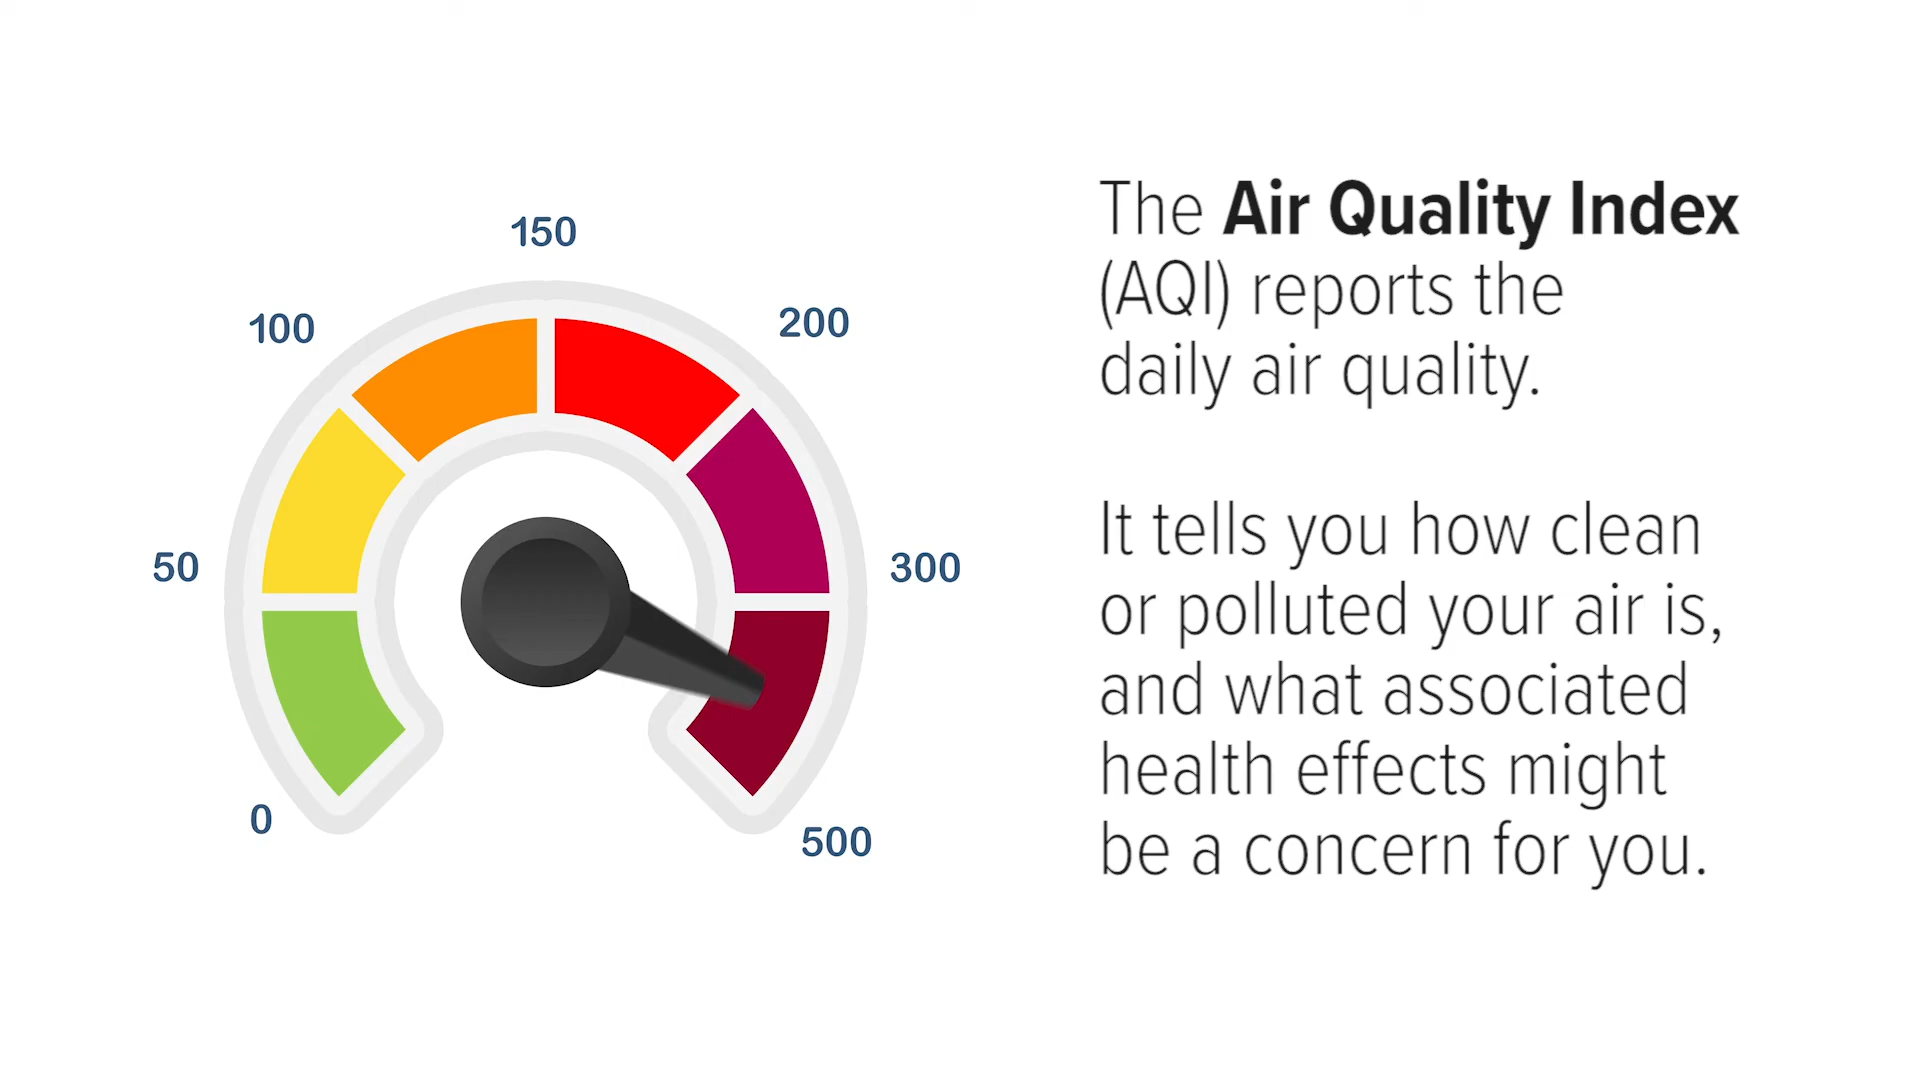 150
100
200
50
300
0
500
The Air Quality Index
(AQI) reports the
daily air quality.
It tells you how clean
or polluted your air is,
and what associated
health effects might
be a concern for you.